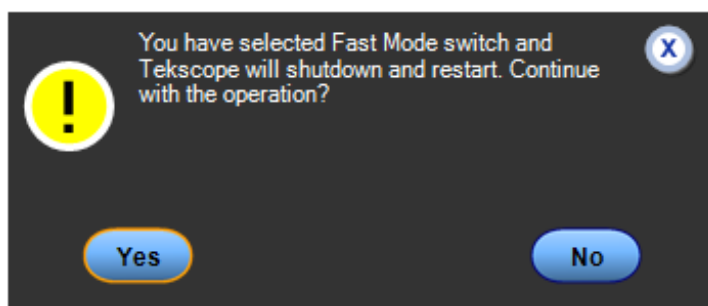 You have selected Fast Mode switch and
Tekscope will shutdown and restart. Continue
with the operation?
X
!
Yes
No